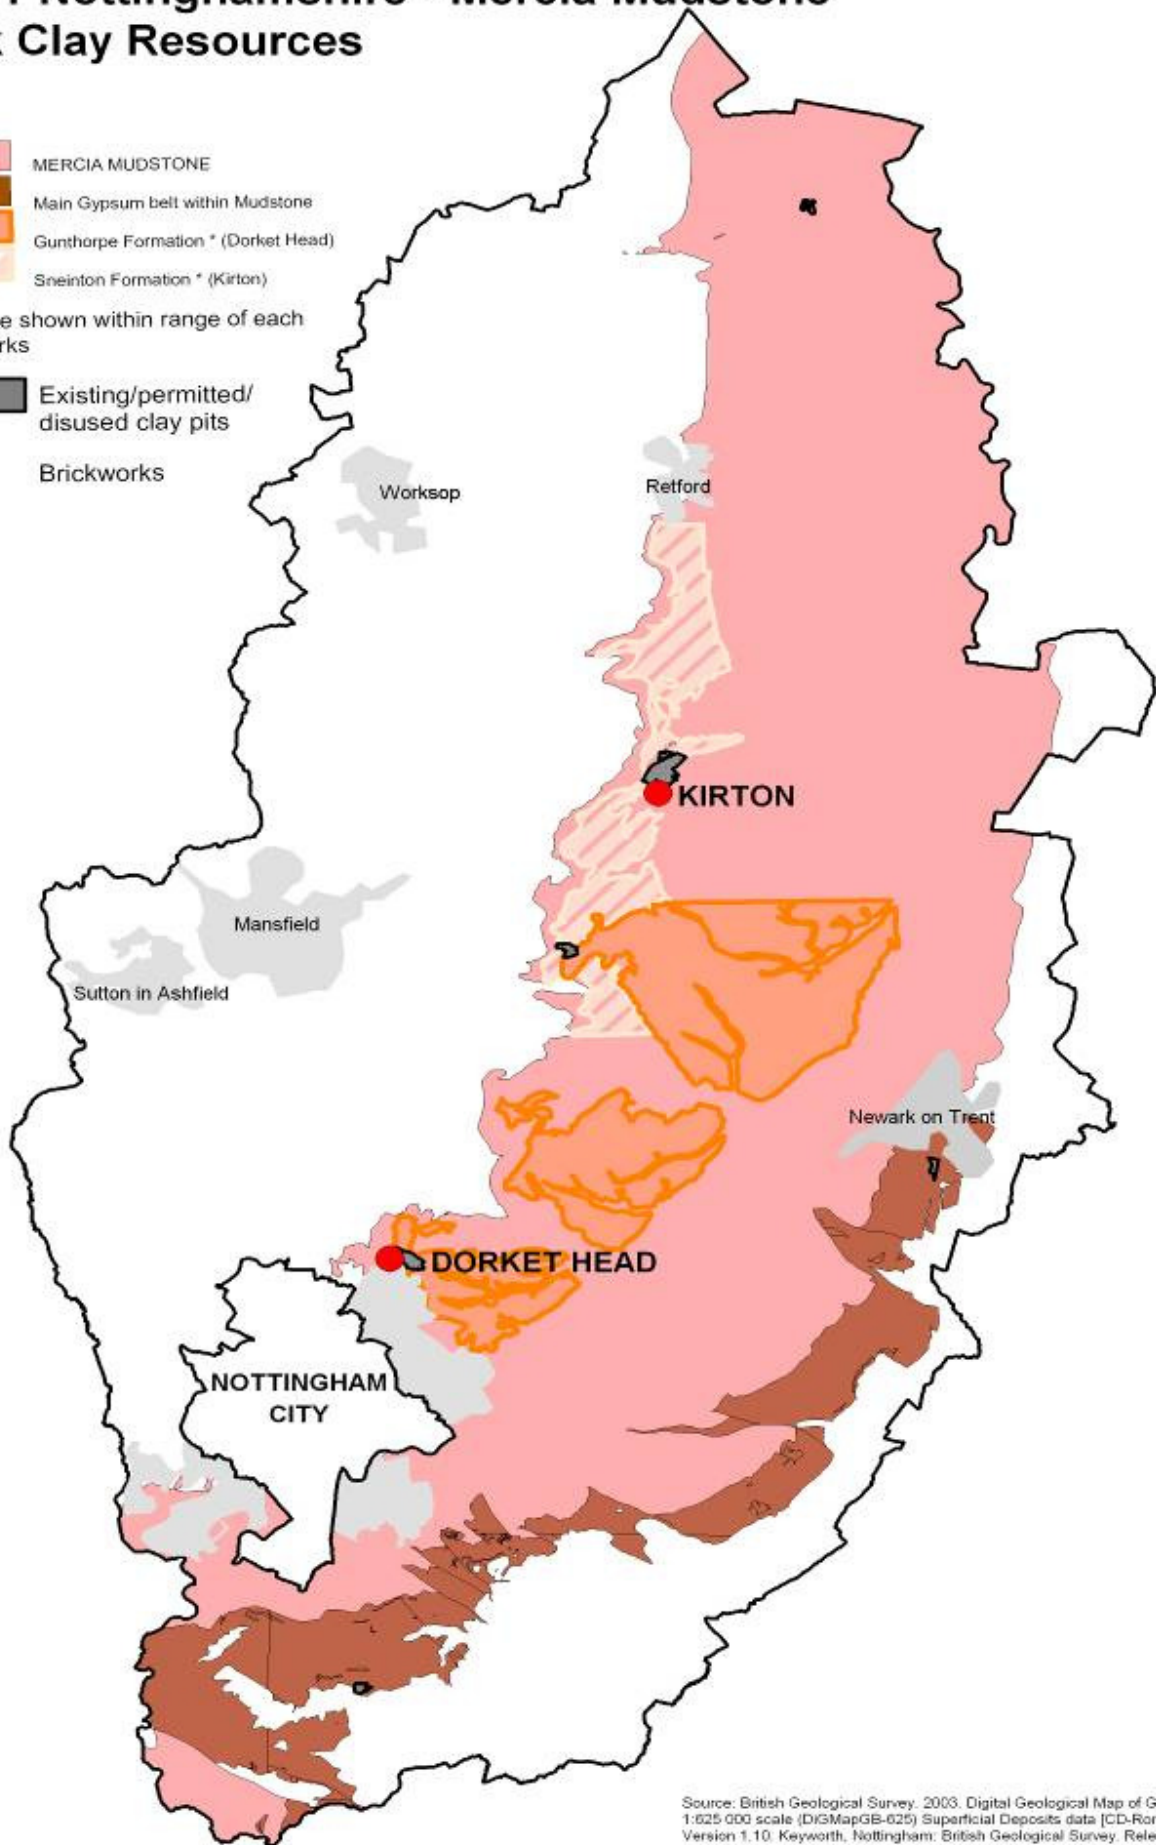 Nottinghamshire - Mercia Mudstone
Clay Resources
MERCIA MUDSTONE
Main Gypsum belt within Mudstone
Gunthorpe Formation * (Dorket Head)
Sneinton Formation * (Kirton)
shown within range of each
Existing/permitted/
disused clay pits
Brickworks
Worksop
Retford
KIRTON
Mansfield
Sutton in Ashfield
Newark on Trent
DORKET HEAD
NOTTINGHAM
CITY
Source: British Geological Survey. 2003. Digital Geological Map of G
1:625 000 scale (DiGMapGB-625) Superficial Deposits data [CD-Rom
Version 1.10. Keyworth, Nottingham: British Geological Survey. Rele